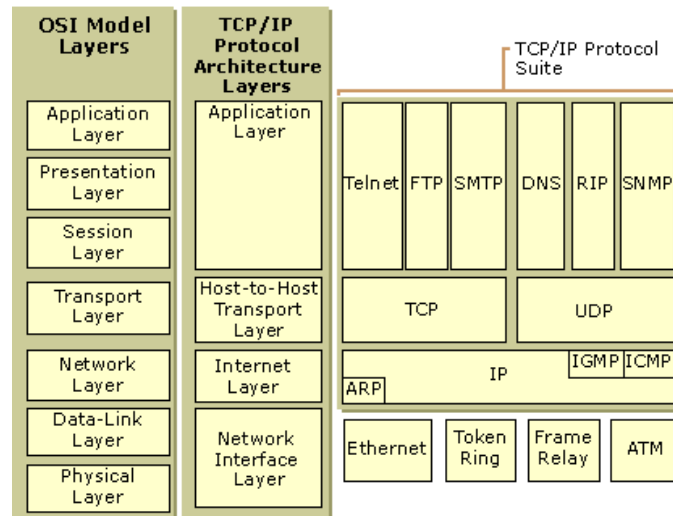 OSI Model
Layers
Application
Layer
Presentation
Layer
Session
Layer
Transport
Layer
Network
Layer
Data-Link
Layer
Physical
Layer
TCP/IP
Protocol
Architecture
Layers
Application
Layer
Host-to-Host
Transport
Layer
Internet
Layer
Network
Interface
Layer
TCP/IP Protocol
Suite
Telnet
FTP
SMTP
DNS
RIP
SNMP
TCP
UDP
ARP
IP
IGMP
ICMP
Ethernet
Token
Ring
Frame
Relay
ATM